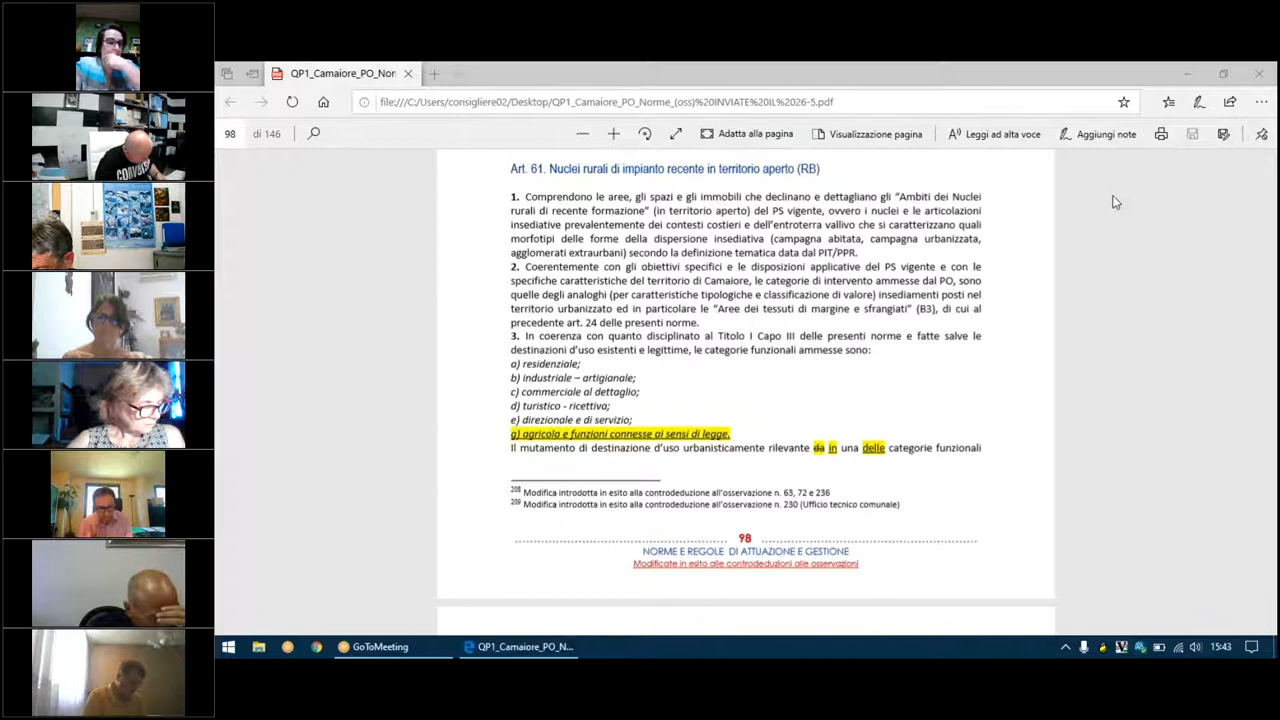 QP1_Camaiore_PO_Nor
file:///C:/Users/consigliere02/Desktop/QP1_Camaiore_PO_Norme_(oss)%20INVIATE%20IL%2026-5.pdf
98 di 146
Adatta alla pagina
Visualizzazione pagina
Leggi ad alta voce
Aggiungi note
Art. 61. Nuclei rurali di impianto recente in territorio aperto (RB)
1. Comprendono le aree, gli spazi e gli immobili che declinano e dettagliano gli “Ambiti dei Nuclei
rurali di recente formazione” (in territorio aperto) del PS vigente, ovvero i nuclei e le articolazioni
insediative prevalentemente dei contesti costieri e dell’entroterra vallivo che si caratterizzano quali
morfotipi delle forme della dispersione insediativa (campagna abitata, campagna urbanizzata,
agglomerati extraurbani) secondo la definizione tematica data dal PIT/PPR.
2. Coerentemente con gli obiettivi specifici e le disposizioni applicative del PS vigente e con le
specifiche caratteristiche del territorio di Camaiore, le categorie di intervento ammesse dal PO, sono
quelle degli analoghi (per caratteristiche tipologiche e classificazione di valore) insediamenti posti nel
territorio urbanizzato ed in particolare le “Aree dei tessuti di margine e sfrangiati” (B3), di cui al
precedente art. 24 delle presenti norme.
3. In coerenza con quanto disciplinato al Titolo I Capo III delle presenti norme e fatte salve le
destinazioni d’uso esistenti e legittime, le categorie funzionali ammesse sono:
a) residenziale;
b) industriale – artigianale;
c) commerciale al dettaglio;
d) turistico - ricettiva;
e) direzionale e di servizio;
g) agricola e funzioni connesse ai sensi di legge.
Il mutamento di destinazione d’uso urbanisticamente rilevante da in una delle categorie funzionali
208 Modifica introdotta in esito alla controdeduzione all’osservazione n. 63, 72 e 236
209 Modifica introdotta in esito alla controdeduzione all’osservazione n. 230 (Ufficio tecnico comunale)
98
NORME E REGOLE DI ATTUAZIONE E GESTIONE
Modificate in esito alle controdeduzioni alle osservazioni
GoToMeeting
QP1_Camaiore_PO_N...
15:43